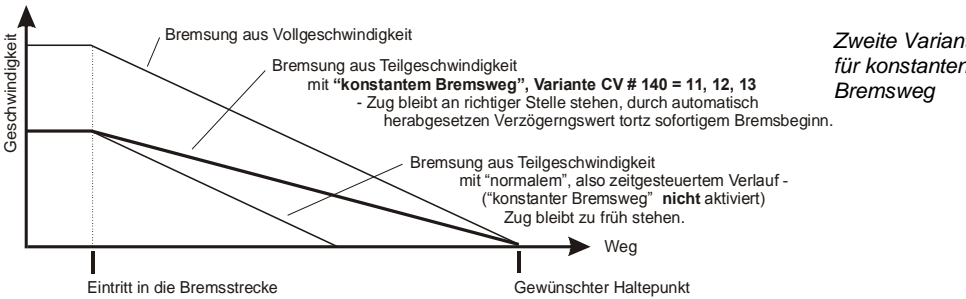 Geschwindigkeit
Bremsung aus Vollgeschwindigkeit
Bremsung aus Teilgeschwindigkeit
mit “konstantem Bremsweg”, Variante CV # 140 = 11, 12, 13
- Zug bleibt an richtiger Stelle stehen, durch automatisch
herabgesetzen Verzögerngswert tortz sofortigem Bremsbeginn.
Bremsung aus Teilgeschwindigkeit
mit “normalem”, also zeitgesteuertem Verlauf -
(“konstanter Bremsweg” nicht aktiviert)
Zug bleibt zu früh stehen.
Weg
Eintritt in die Bremsstrecke
Gewünschter Haltepunkt
Zweite Variant
für konstanten
Bremsweg